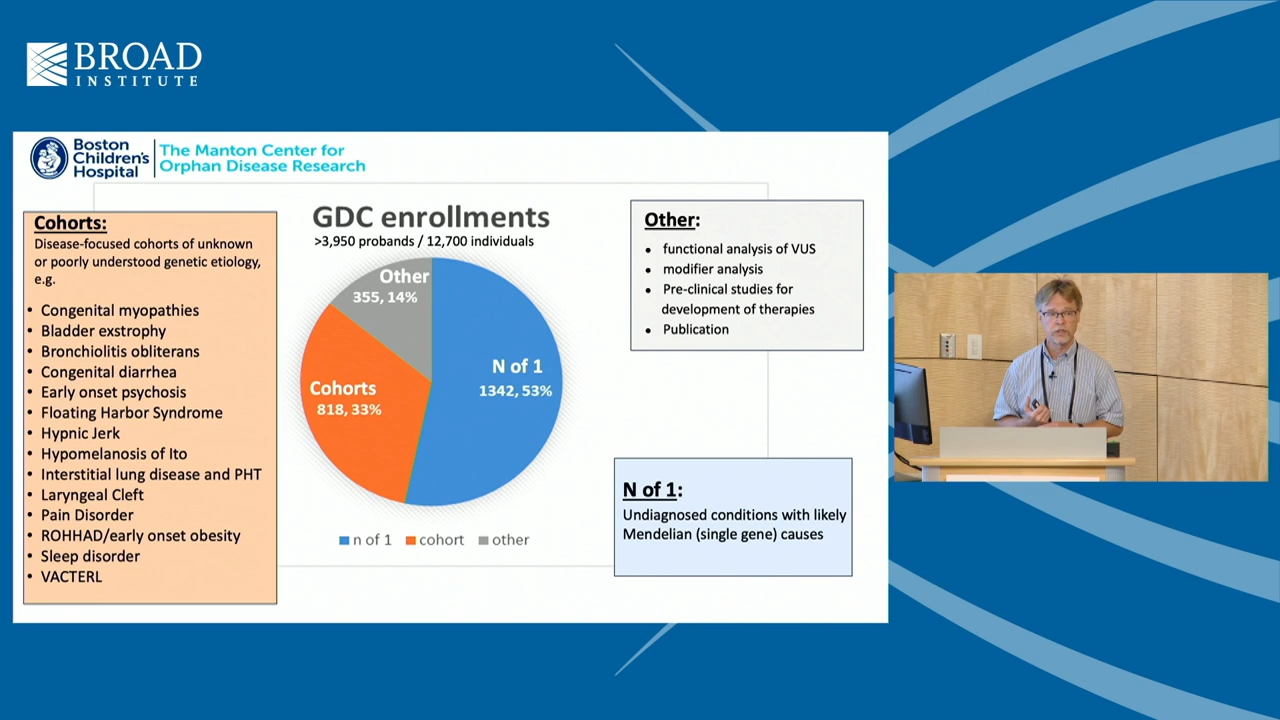 BROAD
INSTITUTE
Boston
Children's
Hospital
The Manton Center for
Orphan Disease Research
Cohorts:
Disease-focused cohorts of unknown
or poorly understood genetic etiology,
e.g.
• Congenital myopathies
• Bladder exstrophy
• Bronchiolitis obliterans
• Congenital diarrhea
• Early onset psychosis
• Floating Harbor Syndrome
• Hypnic Jerk
• Hypomelanosis of Ito
• Interstitial lung disease and PHT
• Laryngeal Cleft
• Pain Disorder
• ROHHAD/early onset obesity
• Sleep disorder
• VACTERL
GDC enrollments
>3,950 probands / 12,700 individuals
Other
355, 14%
N of 1
1342, 53%
Cohorts
818, 33%
n of 1 cohort other
Other:
• functional analysis of VUS
• modifier analysis
• Pre-clinical studies for
development of therapies
• Publication
N of 1:
Undiagnosed conditions with likely
Mendelian (single gene) causes